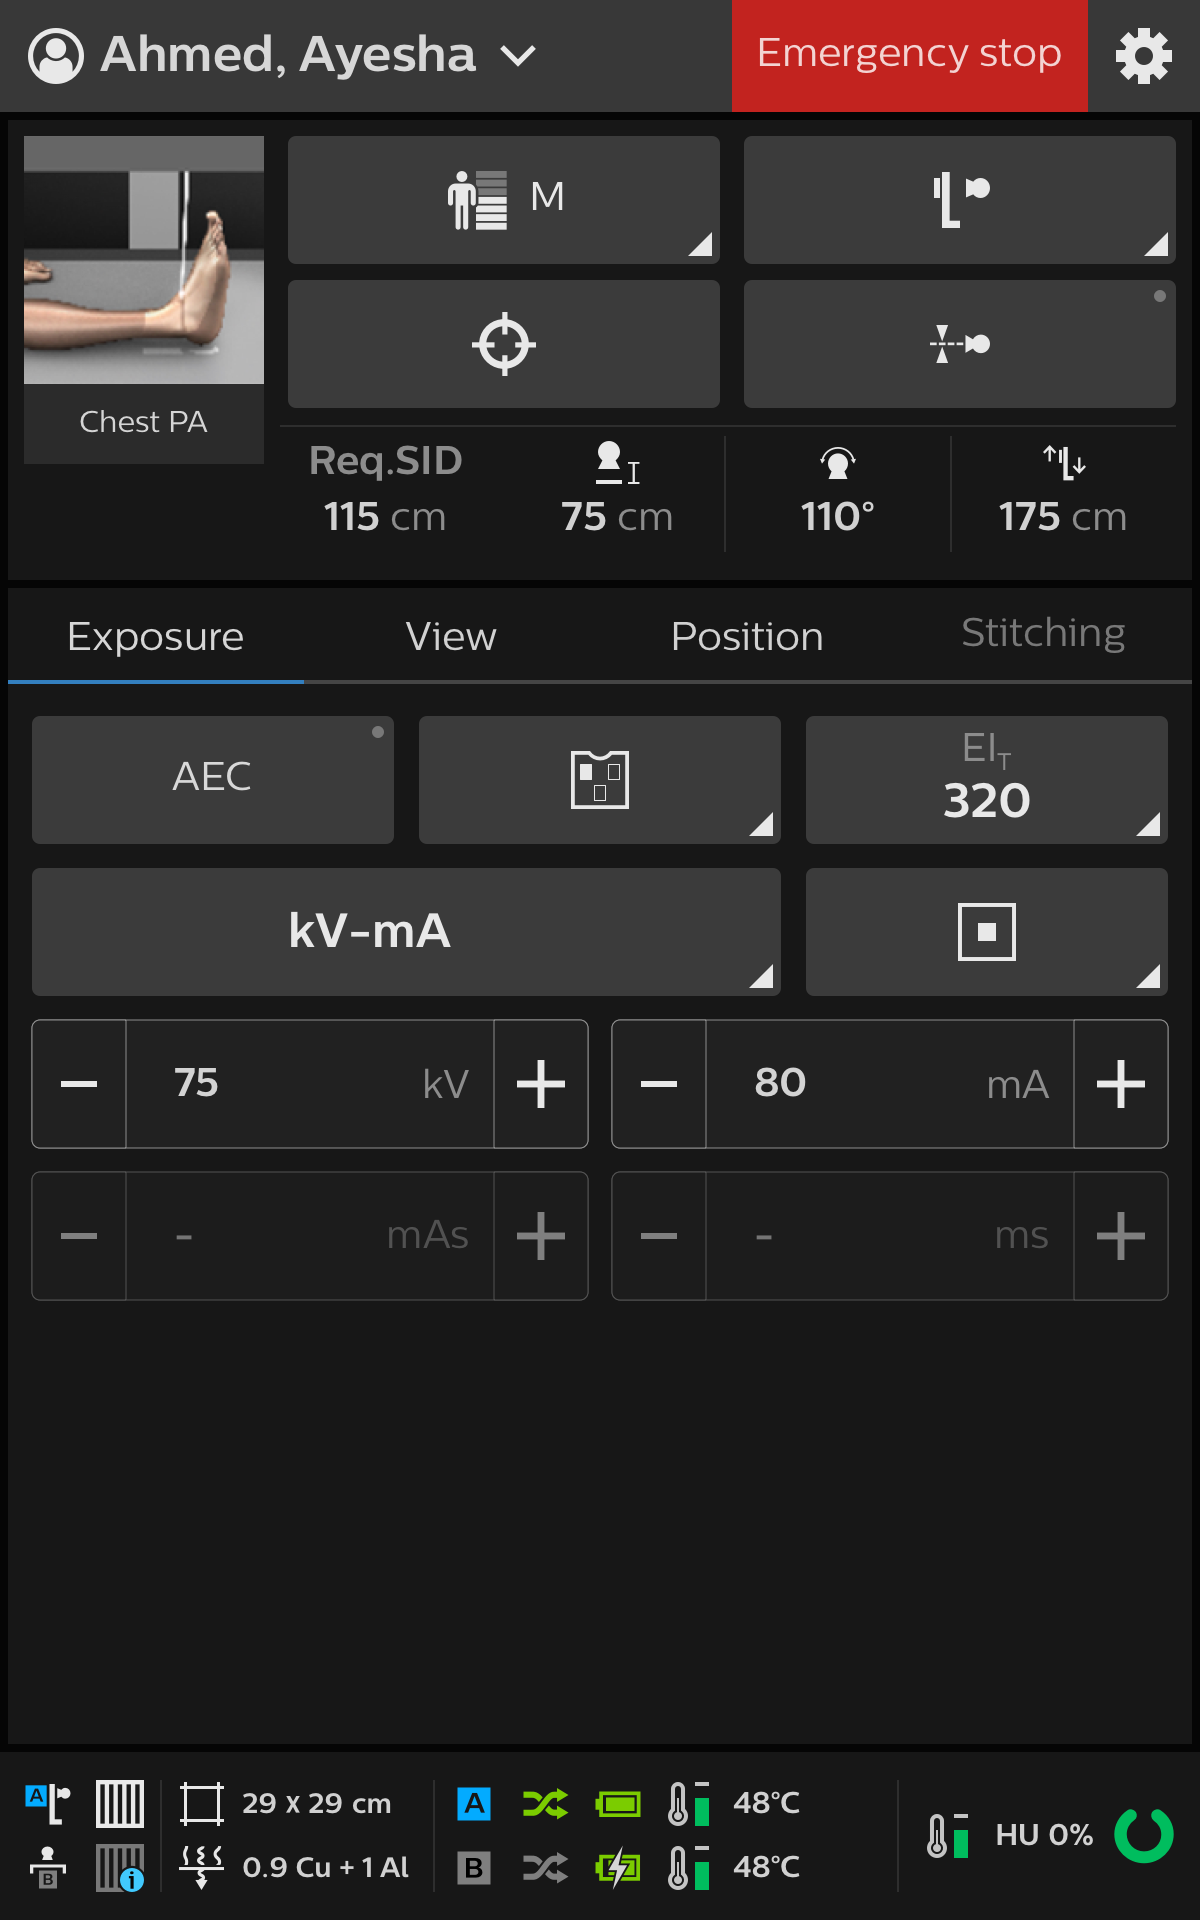 Ahmed, Ayesha
Emergency stop
M
Chest PA
Req.SID
115 cm
75 cm
110°
175 cm
Exposure
View
Position
Stitching
AEC
EI_T
320
kV-mA
75 kV
80 mA
- mAs
- ms
A
29 x 29 cm
A
48°C
HU 0%
B
i
0.9 Cu + 1 Al
B
48°C